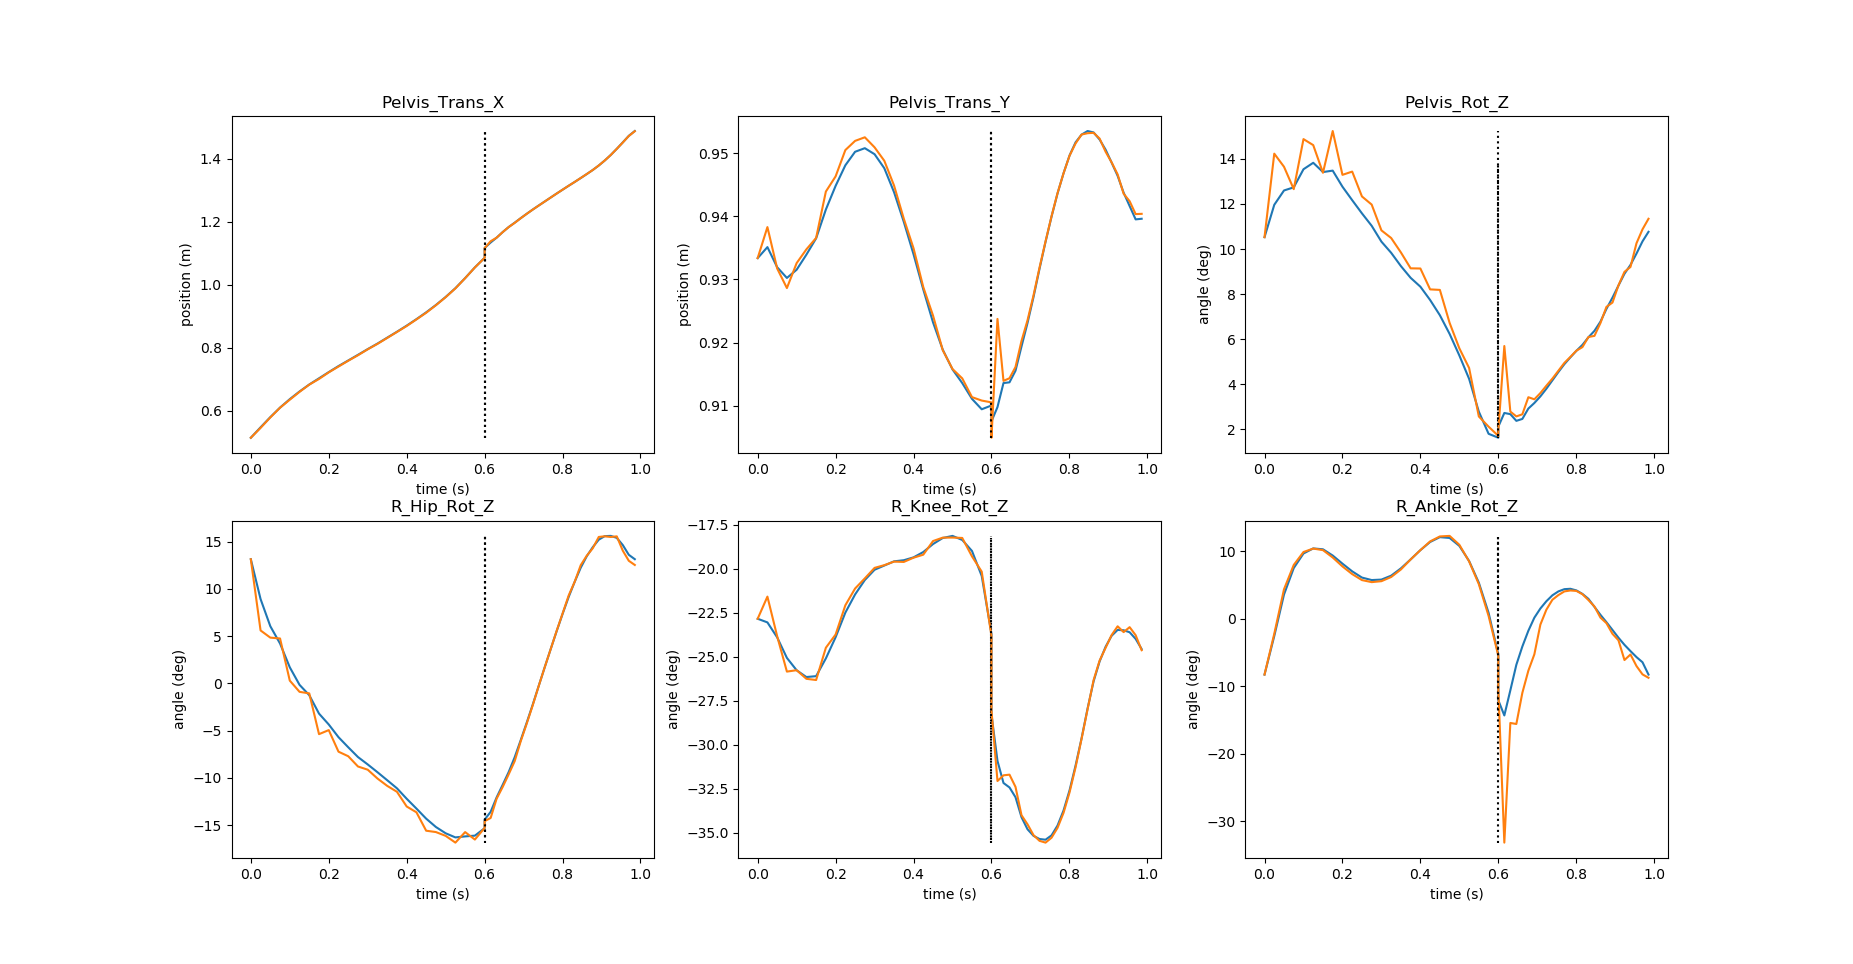 Pelvis_Trans_X
position (m)
1.4
1.2
1.0
0.8
0.6
0.0 0.2 0.4 0.6 0.8 1.0
time (s)
Pelvis_Trans_Y
position (m)
0.95
0.94
0.93
0.92
0.91
0.0 0.2 0.4 0.6 0.8 1.0
time (s)
Pelvis_Rot_Z
angle (deg)
14
12
10
8
6
4
2
0.0 0.2 0.4 0.6 0.8 1.0
time (s)
R_Hip_Rot_Z
angle (deg)
15
10
5
0
−5
−10
−15
0.0 0.2 0.4 0.6 0.8 1.0
time (s)
R_Knee_Rot_Z
angle (deg)
−17.5
−20.0
−22.5
−25.0
−27.5
−30.0
−32.5
−35.0
0.0 0.2 0.4 0.6 0.8 1.0
time (s)
R_Ankle_Rot_Z
angle (deg)
10
0
−10
−20
−30
0.0 0.2 0.4 0.6 0.8 1.0
time (s)